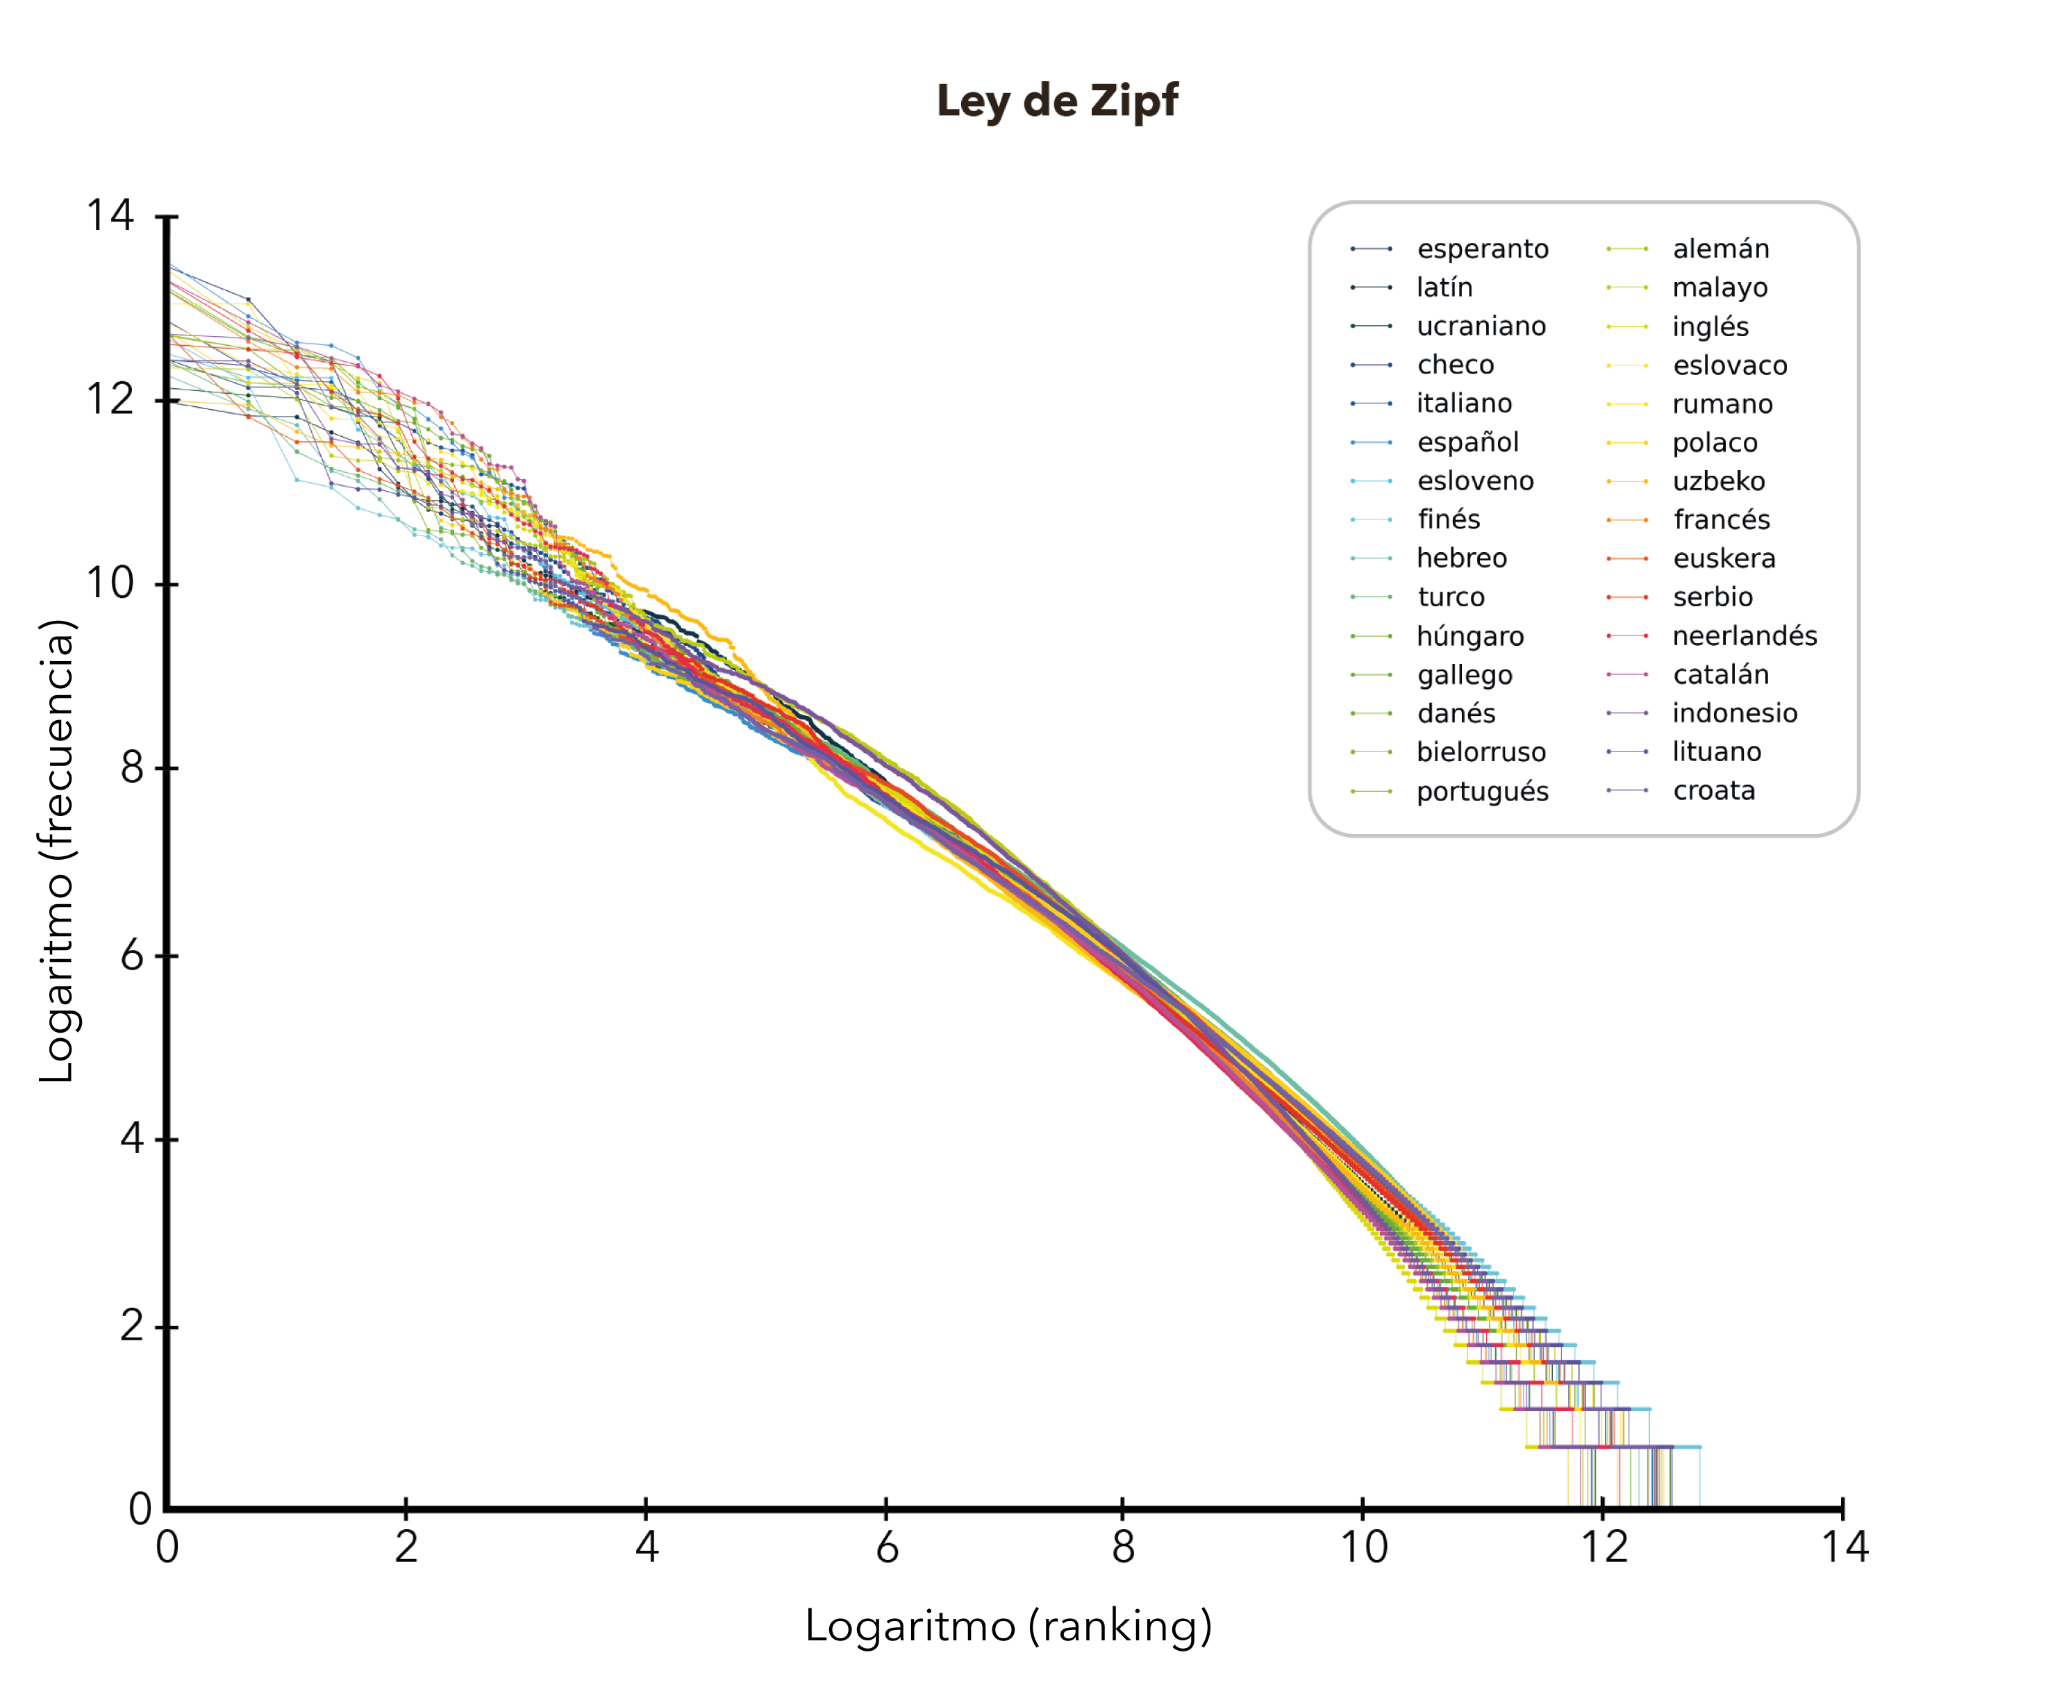 Ley de Zipf
14
12
10
8
6
4
2
0
Logaritmo (frecuencia)
esperanto
latín
ucraniano
checo
italiano
español
esloveno
finés
hebreo
turco
húngaro
gallego
danés
bielorruso
portugués
alemán
malayo
inglés
eslovaco
rumano
polaco
uzbeko
francés
euskera
serbio
neerlandés
catalán
indonesio
lituano
croata
0 2 4 6 8 10 12 14
Logaritmo (ranking)